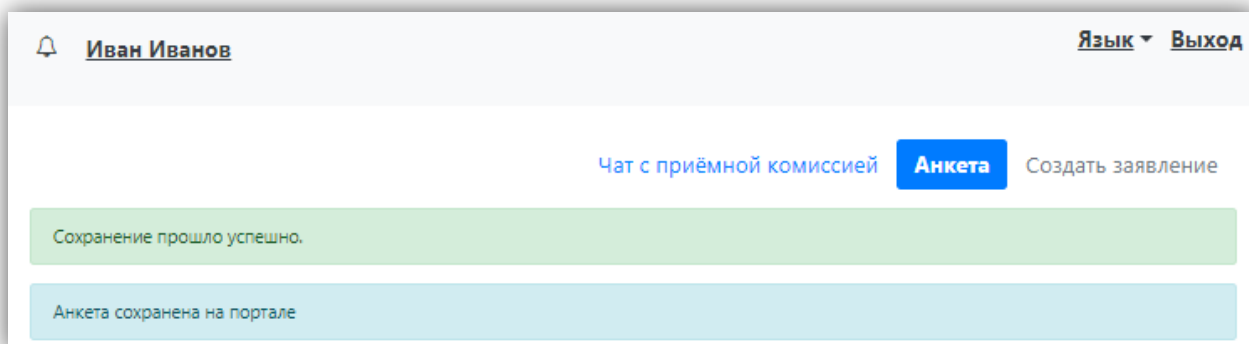 Иван Иванов
Язык Выход
Чат с приёмной комиссией Анкета Создать заявление
Сохранение прошло успешно.
Анкета сохранена на портале